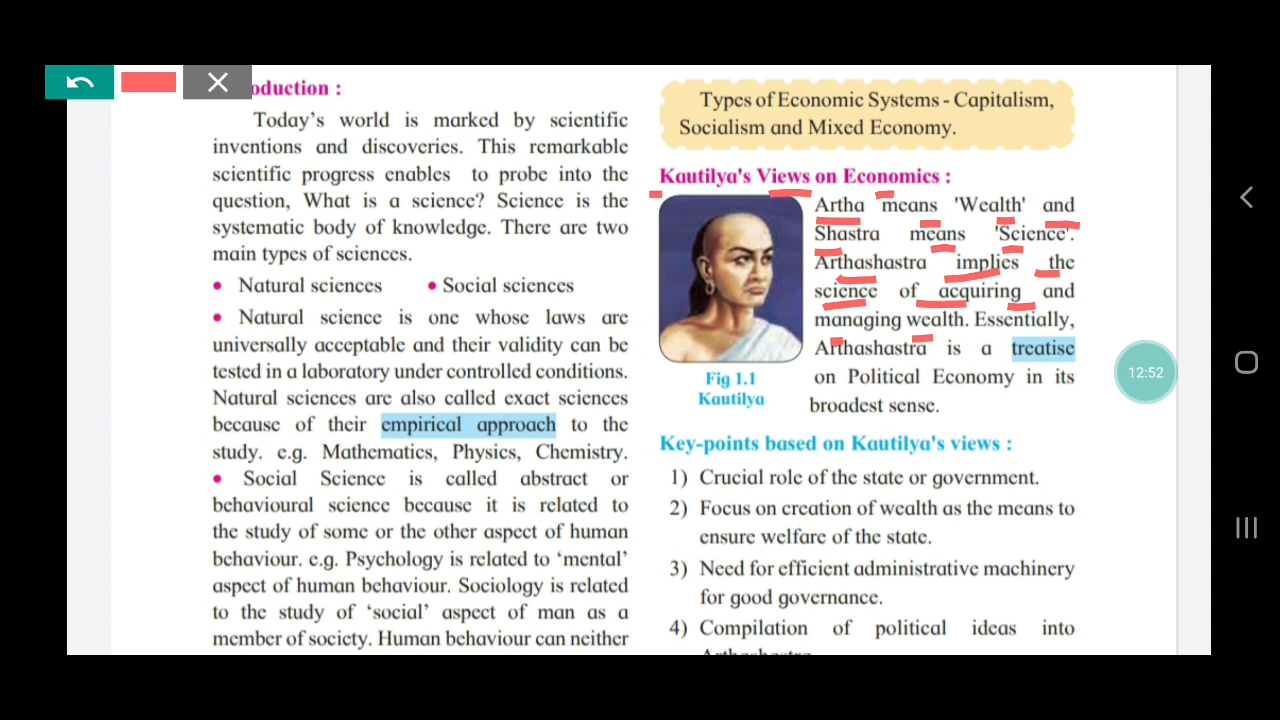 oduction :
Today's world is marked by scientific
inventions and discoveries. This remarkable
scientific progress enables to probe into the
question, What is a science? Science is the
systematic body of knowledge. There are two
main types of sciences.
• Natural sciences • Social sciences
• Natural science is one whose laws are
universally acceptable and their validity can be
tested in a laboratory under controlled conditions.
Natural sciences are also called exact sciences
because of their empirical approach to the
study. e.g. Mathematics, Physics, Chemistry.
• Social Science is called abstract or
behavioural science because it is related to
the study of some or the other aspect of human
behaviour. e.g. Psychology is related to 'mental'
aspect of human behaviour. Sociology is related
to the study of 'social' aspect of man as a
member of society. Human behaviour can neither
Types of Economic Systems - Capitalism,
Socialism and Mixed Economy.
Kautilya's Views on Economics :
Artha means 'Wealth' and
Shastra means 'Science'.
Arthashastra implies the
science of acquiring and
managing wealth. Essentially,
Arthashastra is a treatise
on Political Economy in its
broadest sense.
Fig 1.1
Kautilya
Key-points based on Kautilya's views :
1) Crucial role of the state or government.
2) Focus on creation of wealth as the means to
ensure welfare of the state.
3) Need for efficient administrative machinery
for good governance.
4) Compilation of political ideas into
12:52